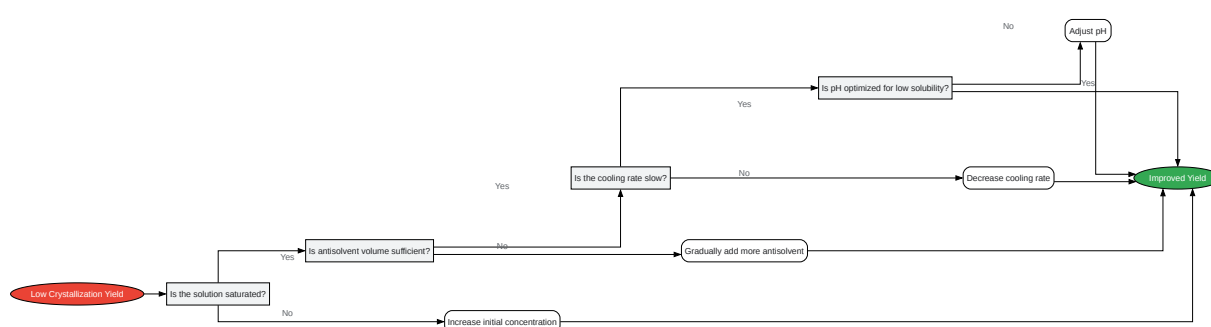 No
Adjust pH
Is pH optimized for low solubility?
Yes
Yes
Is the cooling rate slow?
No
Decrease cooling rate
Improved Yield
Yes
Is antisolvent volume sufficient?
No
Gradually add more antisolvent
Yes
Low Crystallization Yield
Is the solution saturated?
No
Increase initial concentration